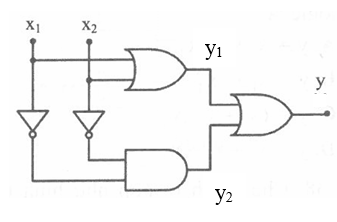 x₁ x₂ y₁
y
y₂